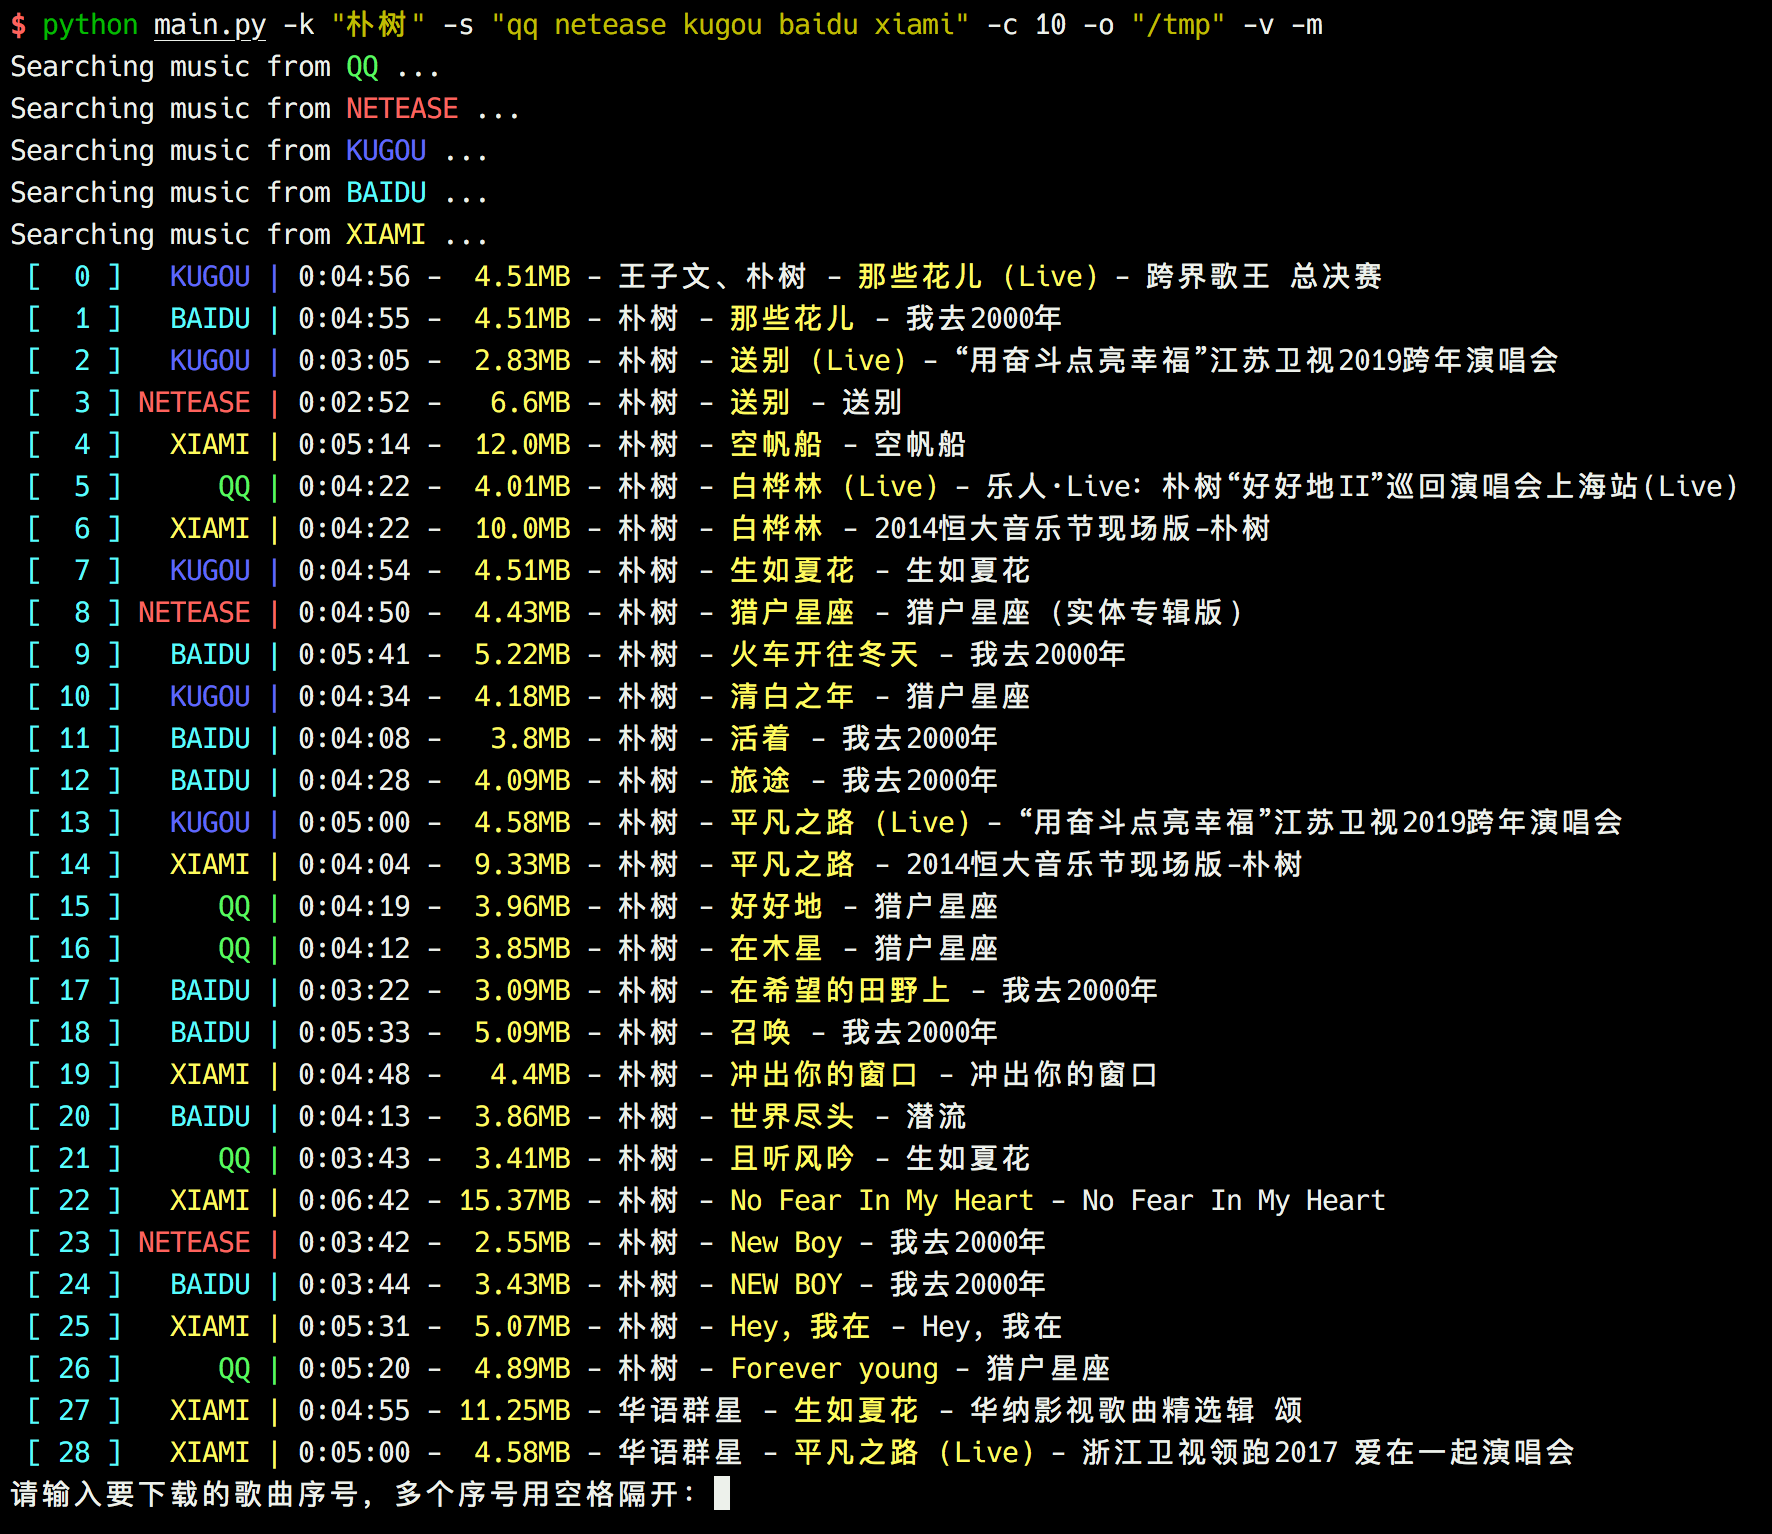 $ python main.py -k "朴树" -s "qq netease kugou baidu xiami" -c 10 -o "/tmp" -v -m
Searching music from QQ ...
Searching music from NETEASE ...
Searching music from KUGOU ...
Searching music from BAIDU ...
Searching music from XIAMI ...
[ 0 ] KUGOU | 0:04:56 - 4.51MB - 王子文、朴树 - 那些花儿 (Live) - 跨界歌王 总决赛
[ 1 ] BAIDU | 0:04:55 - 4.51MB - 朴树 - 那些花儿 - 我去2000年
[ 2 ] KUGOU | 0:03:05 - 2.83MB - 朴树 - 送别 (Live) - “用奋斗点亮幸福”江苏卫视2019跨年演唱会
[ 3 ] NETEASE | 0:02:52 - 6.6MB - 朴树 - 送别 - 送别
[ 4 ] XIAMI | 0:05:14 - 12.0MB - 朴树 - 空帆船 - 空帆船
[ 5 ] QQ | 0:04:22 - 4.01MB - 朴树 - 白桦林 (Live) - 乐人·Live：朴树“好好地II”巡回演唱会上海站(Live)
[ 6 ] XIAMI | 0:04:22 - 10.0MB - 朴树 - 白桦林 - 2014恒大音乐节现场版-朴树
[ 7 ] KUGOU | 0:04:54 - 4.51MB - 朴树 - 生如夏花 - 生如夏花
[ 8 ] NETEASE | 0:04:50 - 4.43MB - 朴树 - 猎户星座 - 猎户星座 (实体专辑版)
[ 9 ] BAIDU | 0:05:41 - 5.22MB - 朴树 - 火车开往冬天 - 我去2000年
[ 10 ] KUGOU | 0:04:34 - 4.18MB - 朴树 - 清白之年 - 猎户星座
[ 11 ] BAIDU | 0:04:08 - 3.8MB - 朴树 - 活着 - 我去2000年
[ 12 ] BAIDU | 0:04:28 - 4.09MB - 朴树 - 旅途 - 我去2000年
[ 13 ] KUGOU | 0:05:00 - 4.58MB - 朴树 - 平凡之路 (Live) - “用奋斗点亮幸福”江苏卫视2019跨年演唱会
[ 14 ] XIAMI | 0:04:04 - 9.33MB - 朴树 - 平凡之路 - 2014恒大音乐节现场版-朴树
[ 15 ] QQ | 0:04:19 - 3.96MB - 朴树 - 好好地 - 猎户星座
[ 16 ] QQ | 0:04:12 - 3.85MB - 朴树 - 在木星 - 猎户星座
[ 17 ] BAIDU | 0:03:22 - 3.09MB - 朴树 - 在希望的田野上 - 我去2000年
[ 18 ] BAIDU | 0:05:33 - 5.09MB - 朴树 - 召唤 - 我去2000年
[ 19 ] XIAMI | 0:04:48 - 4.4MB - 朴树 - 冲出你的窗口 - 冲出你的窗口
[ 20 ] BAIDU | 0:04:13 - 3.86MB - 朴树 - 世界尽头 - 潜流
[ 21 ] QQ | 0:03:43 - 3.41MB - 朴树 - 且听风吟 - 生如夏花
[ 22 ] XIAMI | 0:06:42 - 15.37MB - 朴树 - No Fear In My Heart - No Fear In My Heart
[ 23 ] NETEASE | 0:03:42 - 2.55MB - 朴树 - New Boy - 我去2000年
[ 24 ] BAIDU | 0:03:44 - 3.43MB - 朴树 - NEW BOY - 我去2000年
[ 25 ] XIAMI | 0:05:31 - 5.07MB - 朴树 - Hey，我在 - Hey，我在
[ 26 ] QQ | 0:05:20 - 4.89MB - 朴树 - Forever young - 猎户星座
[ 27 ] XIAMI | 0:04:55 - 11.25MB - 华语群星 - 生如夏花 - 华纳影视歌曲精选辑 颂
[ 28 ] XIAMI | 0:05:00 - 4.58MB - 华语群星 - 平凡之路 (Live) - 浙江卫视领跑2017 爱在一起演唱会
请输入要下载的歌曲序号，多个序号用空格隔开：